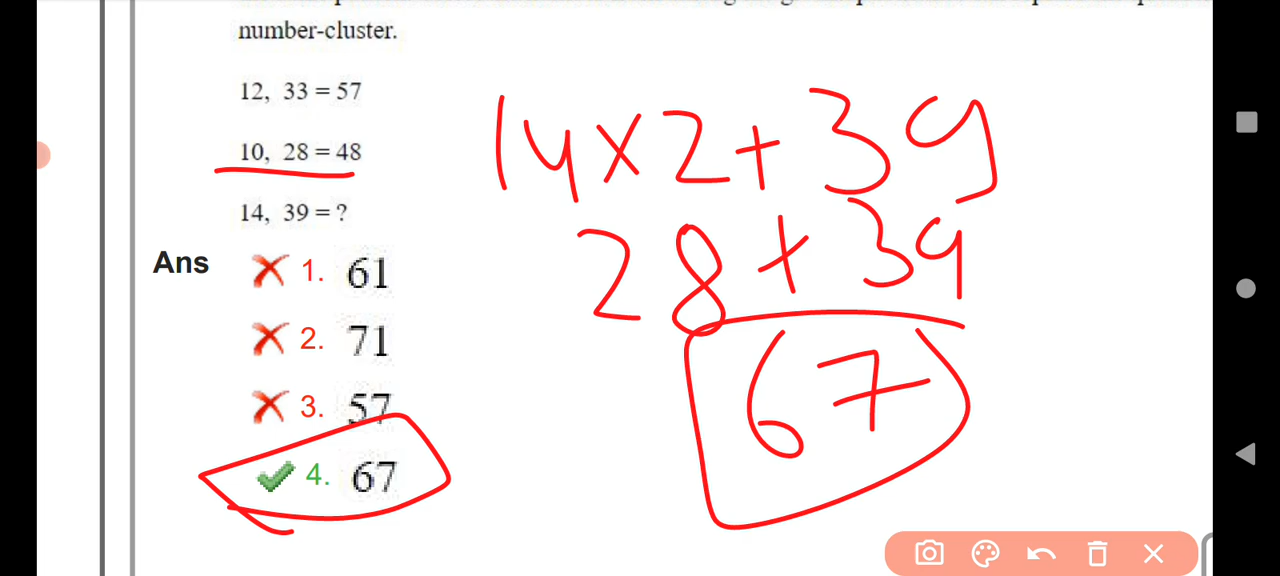 number-cluster.
12, 33 = 57
10, 28 = 48
14, 39 = ?
Ans
1. 61
2. 71
3. 57
4. 67
14x2+39
28+39
67